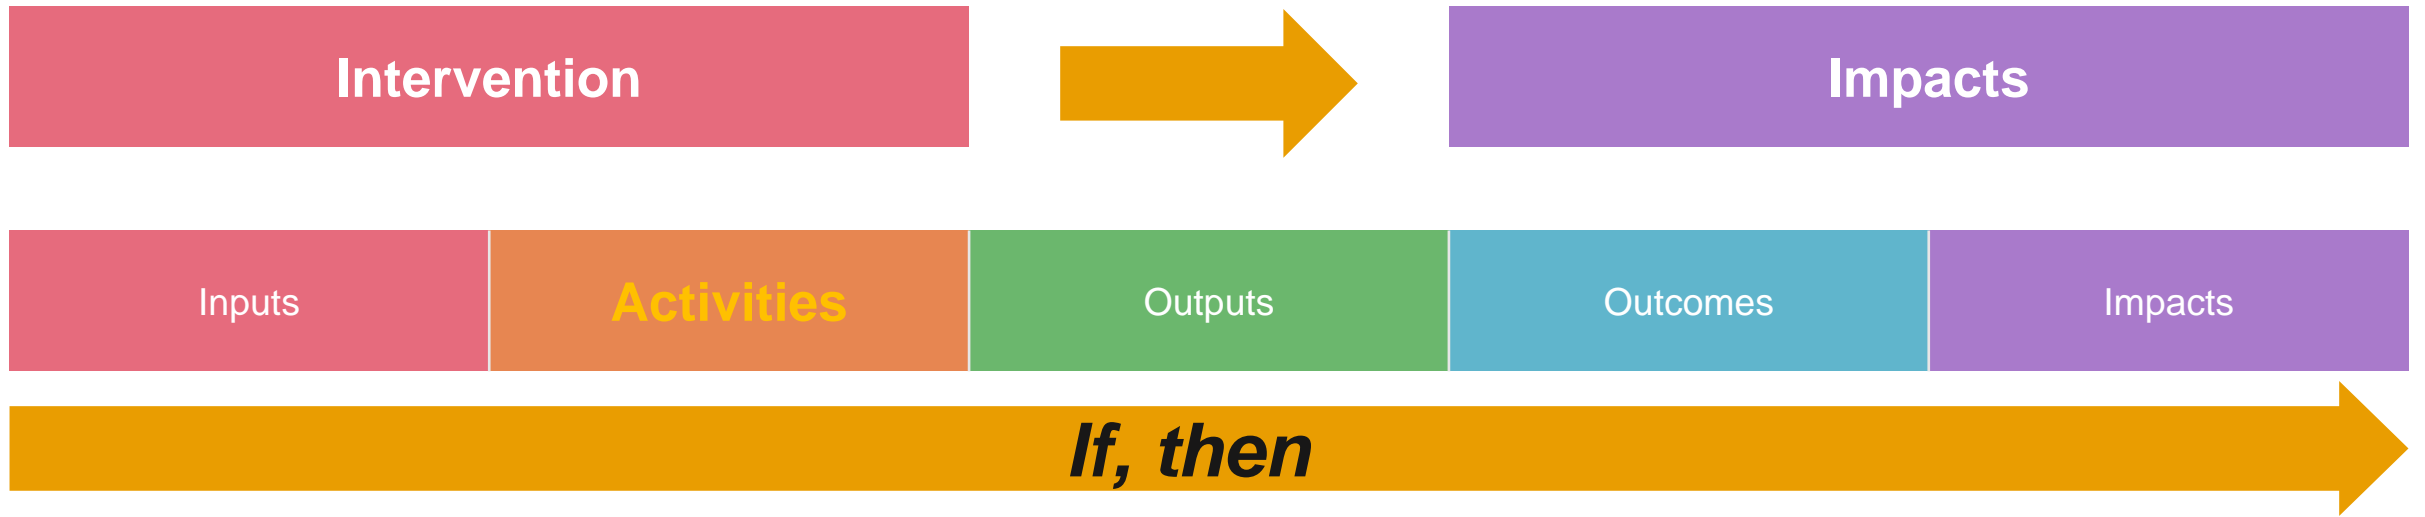 Intervention
Impacts
Inputs
Activities
Outputs
Outcomes
Impacts
If, then